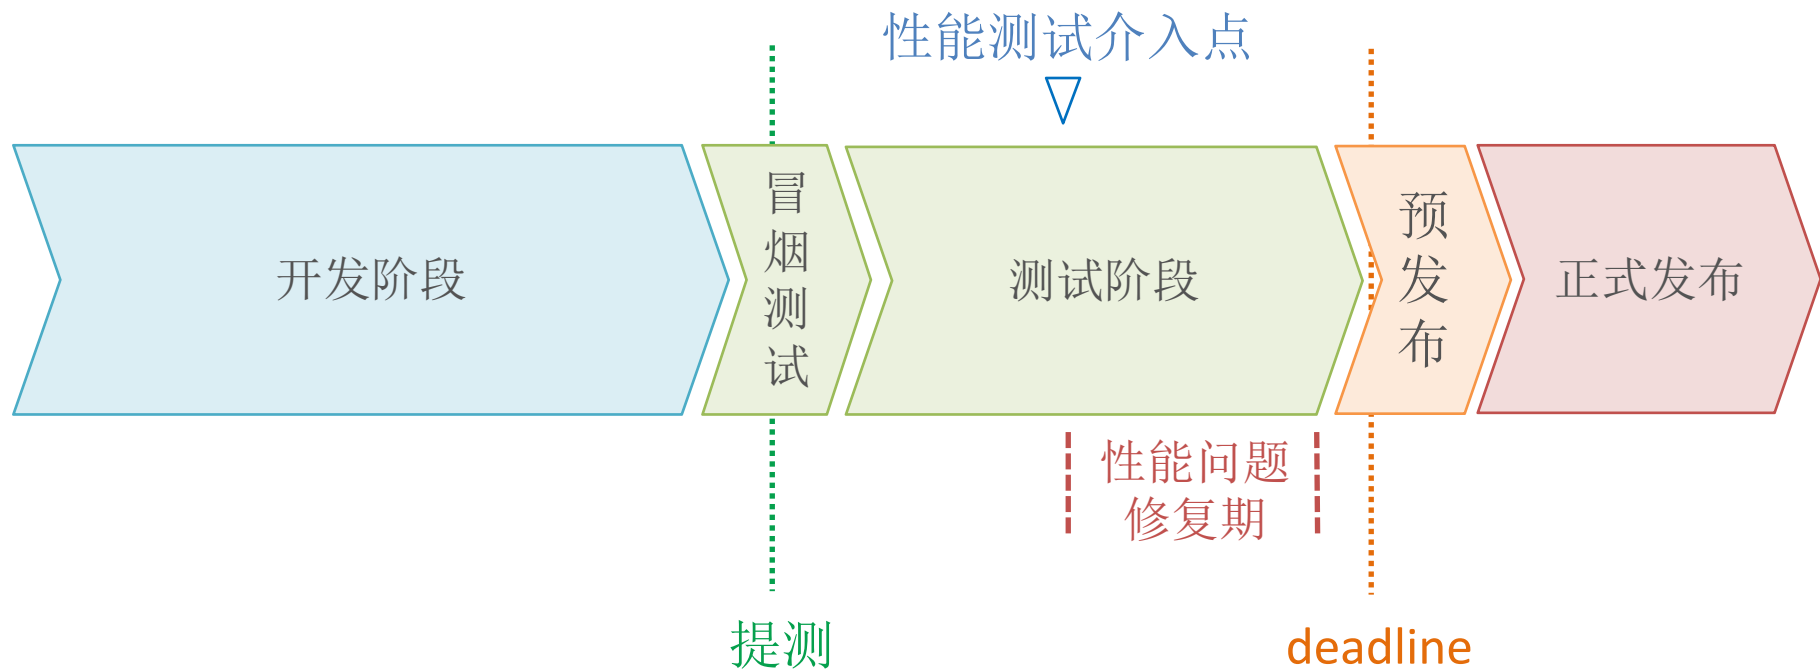 性能测试介入点
开发阶段
冒烟测试
测试阶段
预发布
正式发布
性能问题
修复期
提测
deadline